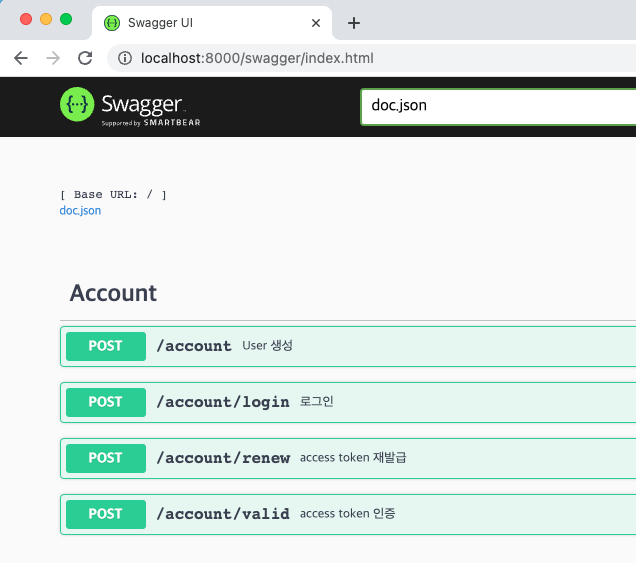 Swagger UI
localhost:8000/swagger/index.html
Swagger
Supported by SMARTBEAR
doc.json
[ Base URL: / ]
doc.json
Account
POST /account User 생성
POST /account/login 로그인
POST /account/renew access token 재발급
POST /account/valid access token 인증